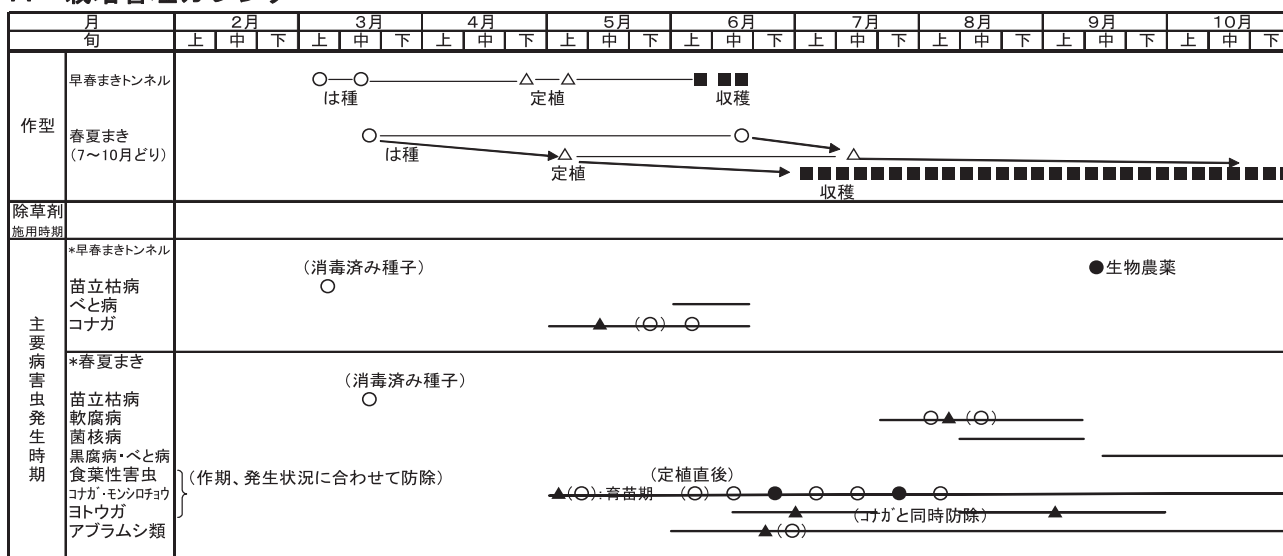 月 2月 3月 4月 5月 6月 7月 8月 9月 10月
旬 上 中 下 上 中 下 上 中 下 上 中 下 上 中 下 上 中 下 上 中 下 上 中 下 上 中 下
作型
早春まきトンネル
は種 定植 収穫
春夏まき
(7〜10月どり)
は種
定植
収穫
除草剤
施用時期
主要病害虫発生時期
*早春まきトンネル
(消毒済み種子) ●生物農薬
苗立枯病
べと病
コナガ ▲ (○) ○
*春夏まき
(消毒済み種子)
苗立枯病
軟腐病 ○▲(○)
菌核病
黒腐病・べと病
食葉性害虫 (作期、発生状況に合わせて防除) (定植直後)
コナガ・モンシロチョウ ▲(○):育苗期 (○) ○ ● ○ ○ ● ○
ヨトウガ ▲ (コナガと同時防除) ▲
アブラムシ類 ▲(○)